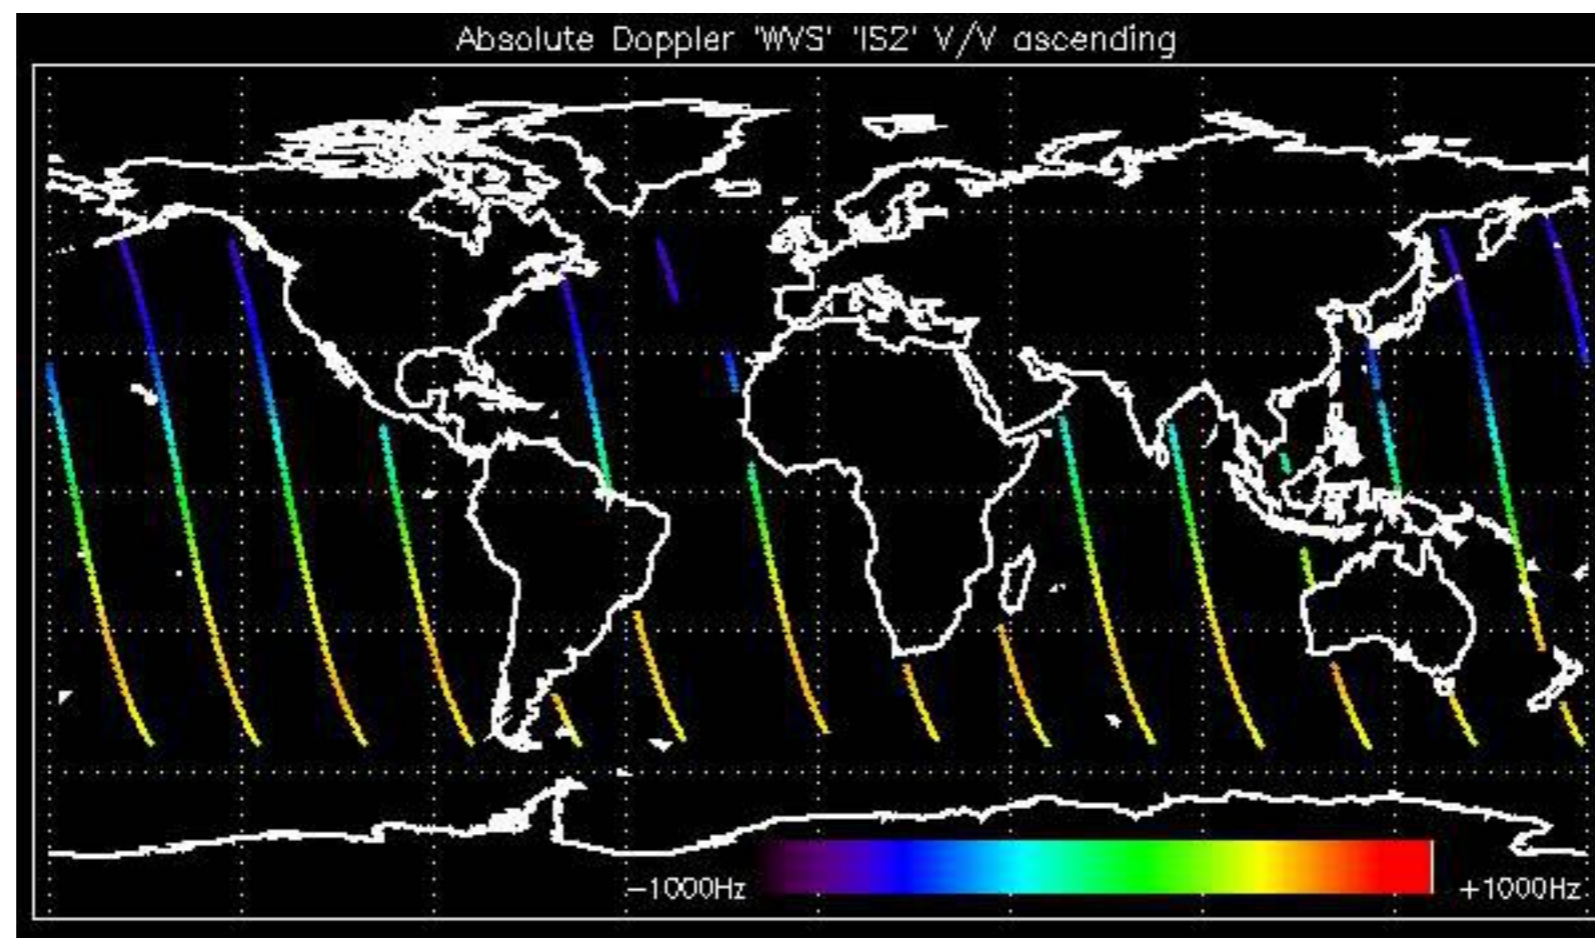 Absolute Doppler 'WVS' 'IS2' V/V ascending
−1000Hz
+1000Hz